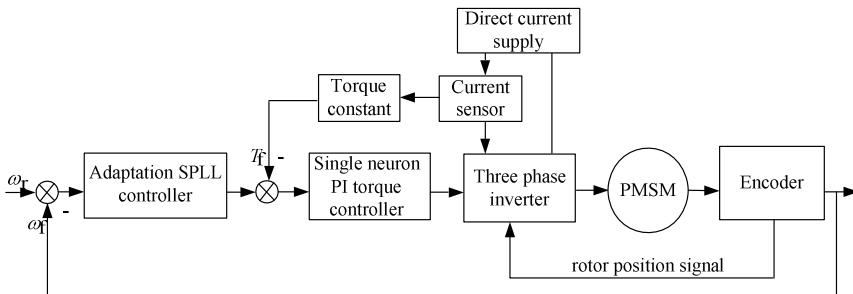 Direct current
supply
Torque
constant
Current
sensor
Tf
-
ωr
Adaptation SPLL
controller
Single neuron
PI torque
controller
Three phase
inverter
PMSM
Encoder
ωf
-
rotor position signal